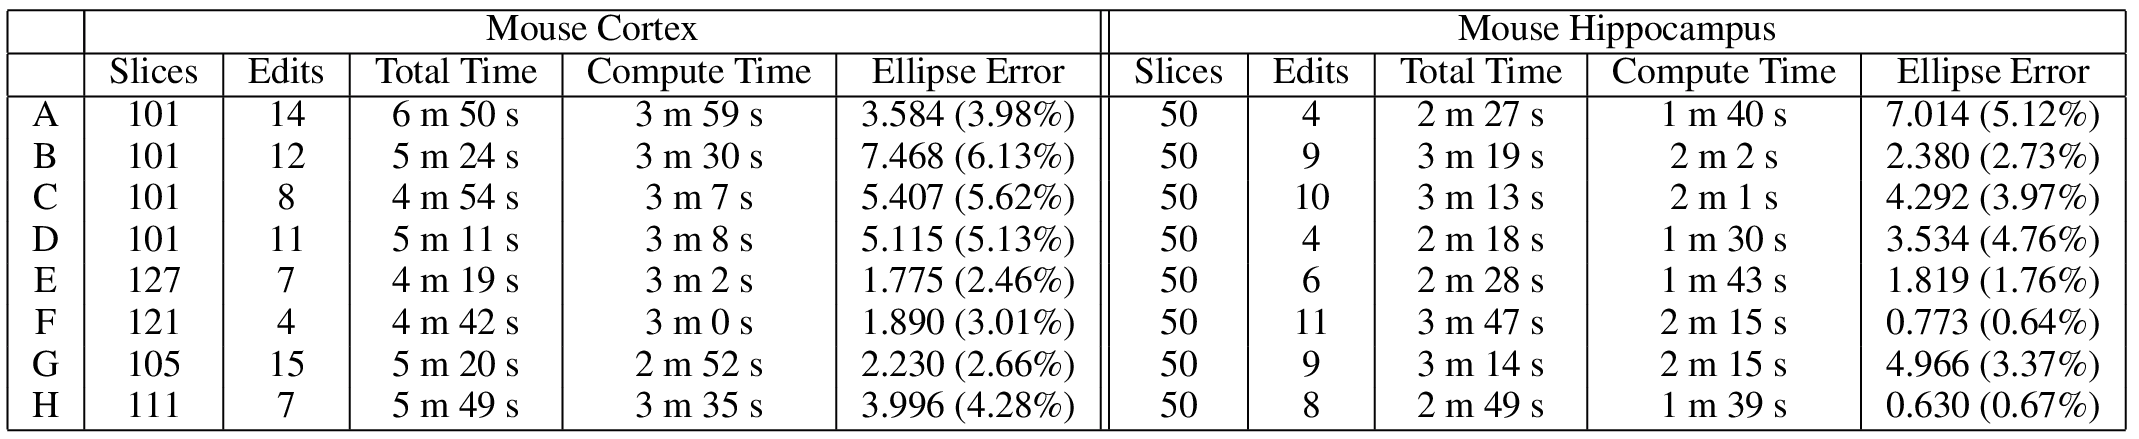 Mouse Cortex Mouse Hippocampus
Slices Edits Total Time Compute Time Ellipse Error Slices Edits Total Time Compute Time Ellipse Error
A 101 14 6 m 50 s 3 m 59 s 3.584 (3.98%) 50 4 2 m 27 s 1 m 40 s 7.014 (5.12%)
B 101 12 5 m 24 s 3 m 30 s 7.468 (6.13%) 50 9 3 m 19 s 2 m 2 s 2.380 (2.73%)
C 101 8 4 m 54 s 3 m 7 s 5.407 (5.62%) 50 10 3 m 13 s 2 m 1 s 4.292 (3.97%)
D 101 11 5 m 11 s 3 m 8 s 5.115 (5.13%) 50 4 2 m 18 s 1 m 30 s 3.534 (4.76%)
E 127 7 4 m 19 s 3 m 2 s 1.775 (2.46%) 50 6 2 m 28 s 1 m 43 s 1.819 (1.76%)
F 121 4 4 m 42 s 3 m 0 s 1.890 (3.01%) 50 11 3 m 47 s 2 m 15 s 0.773 (0.64%)
G 105 15 5 m 20 s 2 m 52 s 2.230 (2.66%) 50 9 3 m 14 s 2 m 15 s 4.966 (3.37%)
H 111 7 5 m 49 s 3 m 35 s 3.996 (4.28%) 50 8 2 m 49 s 1 m 39 s 0.630 (0.67%)